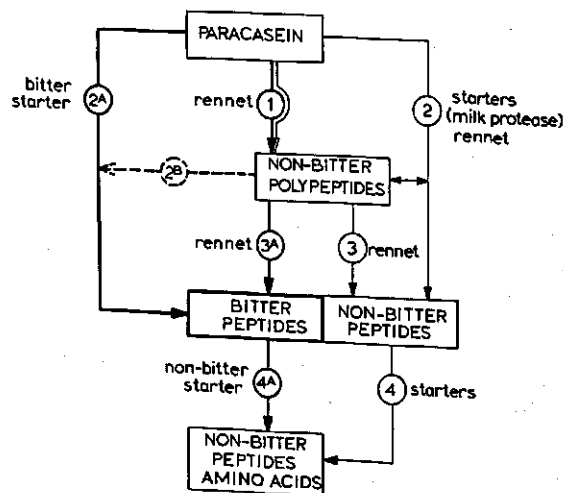 PARACASEIN
bitter
starter
2A
rennet
1
2
starters
(milk protease)
rennet
2B
NON-BITTER
POLYPEPTIDES
rennet
3A
3
rennet
BITTER
PEPTIDES
NON-BITTER
PEPTIDES
non-bitter
starter
4A
4
starters
NON-BITTER
PEPTIDES
AMINO ACIDS